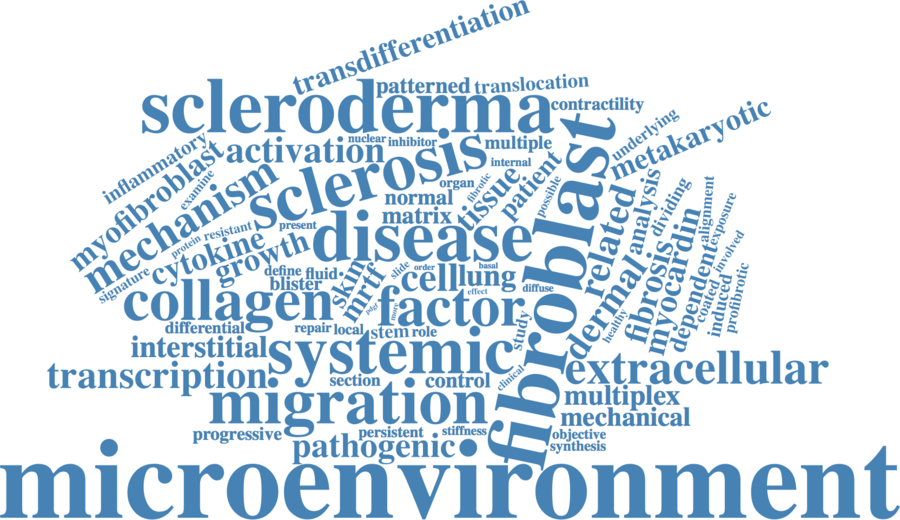 transdifferentiation
patterned
translocation
scleroderma
contractility
nuclear
inhibitor
underlying
metakaryotic
inflammatory
activation
sclerosis
multiple
internal
myofibroblast
examine
mechanism
organ
fibrotic
tissue
patient
possible
fibroblast
normal
matrix
protein
resistant
present
cytokine
growth
disease
related
analysis
dividing
alignment
exposure
signature
define
fluid
blister
skin
mrtf
slide
order
basal
cell
lung
effect
diffuse
dermal
fibrosis
myocardin
dependent
coated
involved
induced
profibrotic
collagen
pdgf
more
factor
healthy
differential
repair
local
stem
role
study
interstitial
systemic
clinical
transcription
section
control
extracellular
migration
multiplex
mechanical
progressive
persistent
stiffness
objective
pathogenic
synthesis
microenvironment